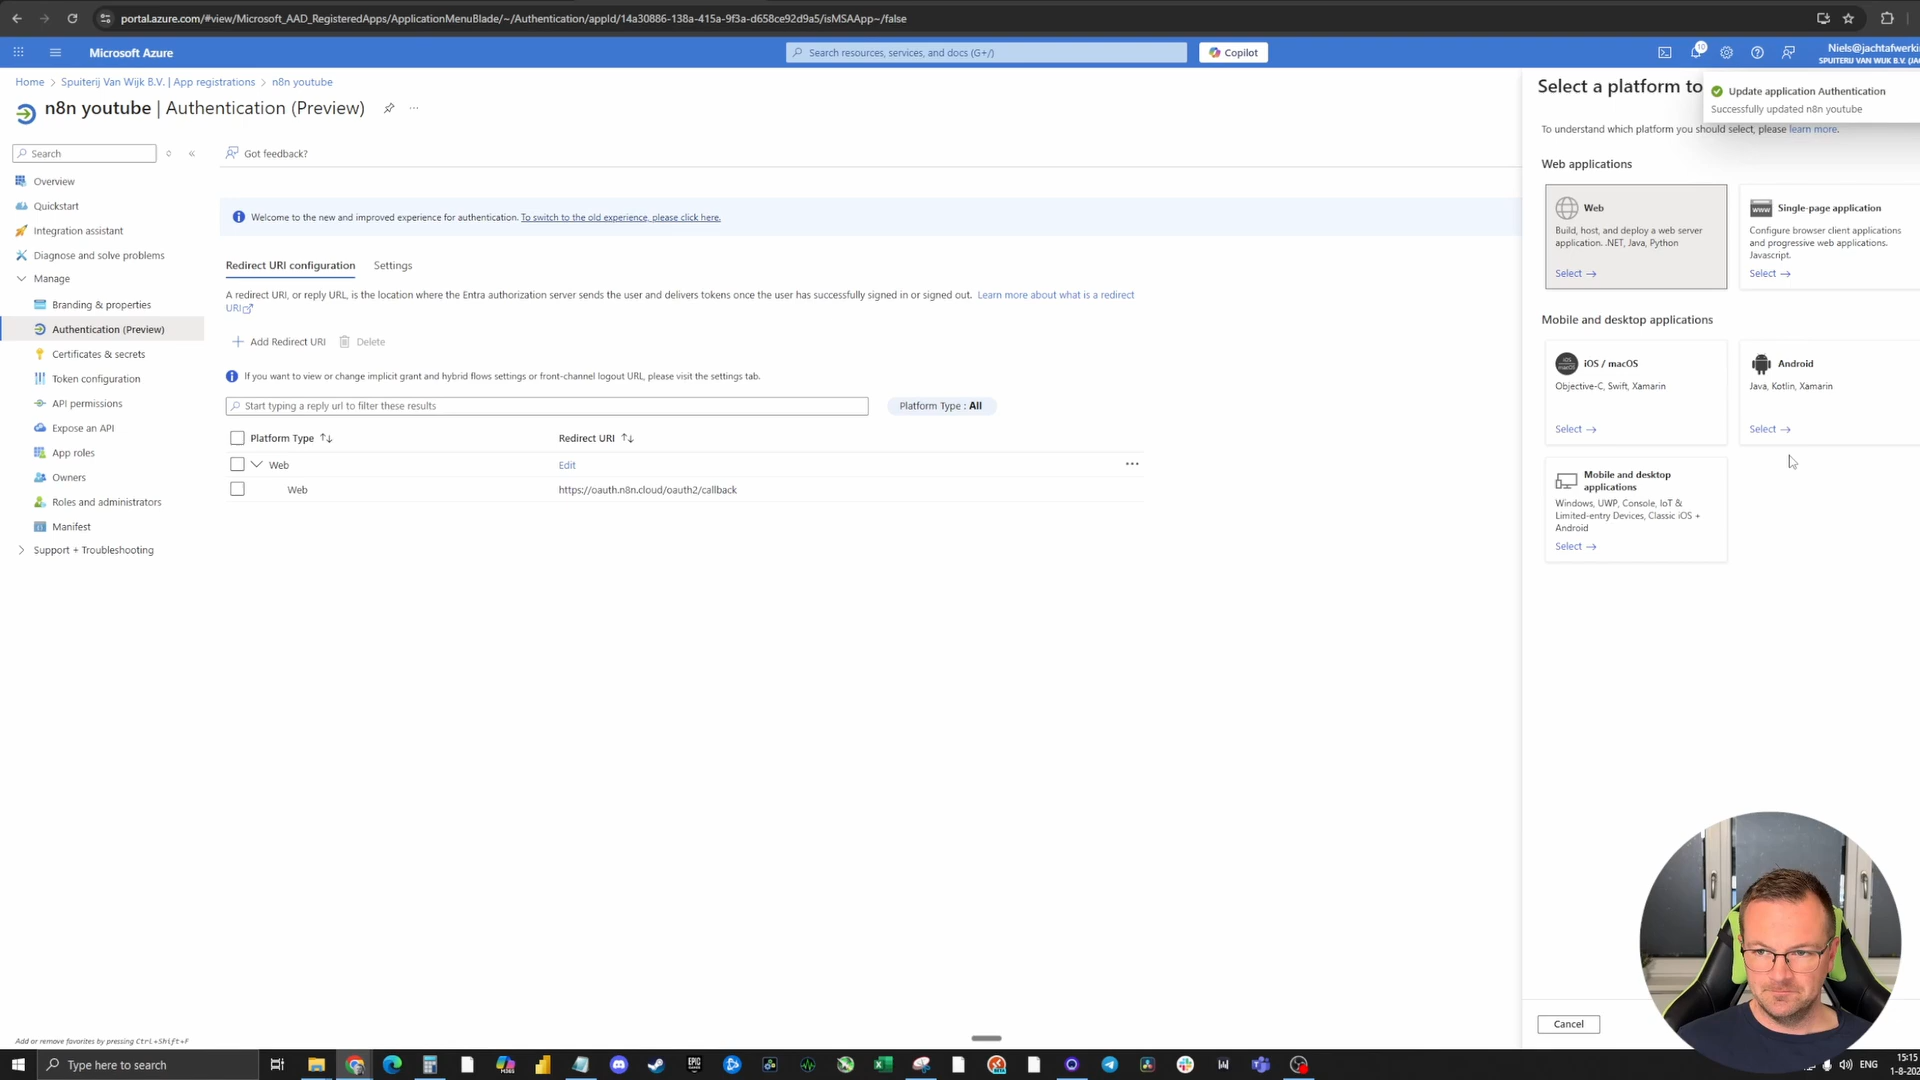 portal.azure.com/#view/Microsoft_AAD_RegisteredApps/ApplicationMenuBlade/~/Authentication/appId/14a30886-138a-415a-9f3a-d658ce92d9a5/isMSAApp~/false
Microsoft Azure
Search resources, services, and docs (G+/)
Copilot
10
Niels@jachtafwerki
SPUITERIJ VAN WIJK B.V. (JA
Home > Spuiterij Van Wijk B.V. | App registrations > n8n youtube
n8n youtube | Authentication (Preview)
Search
Overview
Quickstart
Integration assistant
Diagnose and solve problems
Manage
Branding & properties
Authentication (Preview)
Certificates & secrets
Token configuration
API permissions
Expose an API
App roles
Owners
Roles and administrators
Manifest
Support + Troubleshooting
Add or remove favorites by pressing Ctrl+Shift+F
Got feedback?
Welcome to the new and improved experience for authentication. To switch to the old experience, please click here.
Redirect URI configuration Settings
A redirect URI, or reply URL, is the location where the Entra authorization server sends the user and delivers tokens once the user has successfully signed in or signed out. Learn more about what is a redirect
URI
Add Redirect URI Delete
If you want to view or change implicit grant and hybrid flows settings or front-channel logout URL, please visit the settings tab.
Start typing a reply url to filter these results
Platform Type : All
Platform Type Redirect URI
Web Edit
Web https://oauth.n8n.cloud/oauth2/callback
Select a platform to
Update application Authentication
Successfully updated n8n youtube
To understand which platform you should select, please learn more.
Web applications
Web
Build, host, and deploy a web server
application. .NET, Java, Python
Select
www
Single-page application
Configure browser client applications
and progressive web applications.
Javascript.
Select
Mobile and desktop applications
iOS / macOS
Objective-C, Swift, Xamarin
Select
Android
Java, Kotlin, Xamarin
Select
Mobile and desktop
applications
Windows, UWP, Console, IoT &
Limited-entry Devices, Classic iOS +
Android
Select
Cancel
Type here to search
ENG
15:15
1-8-202